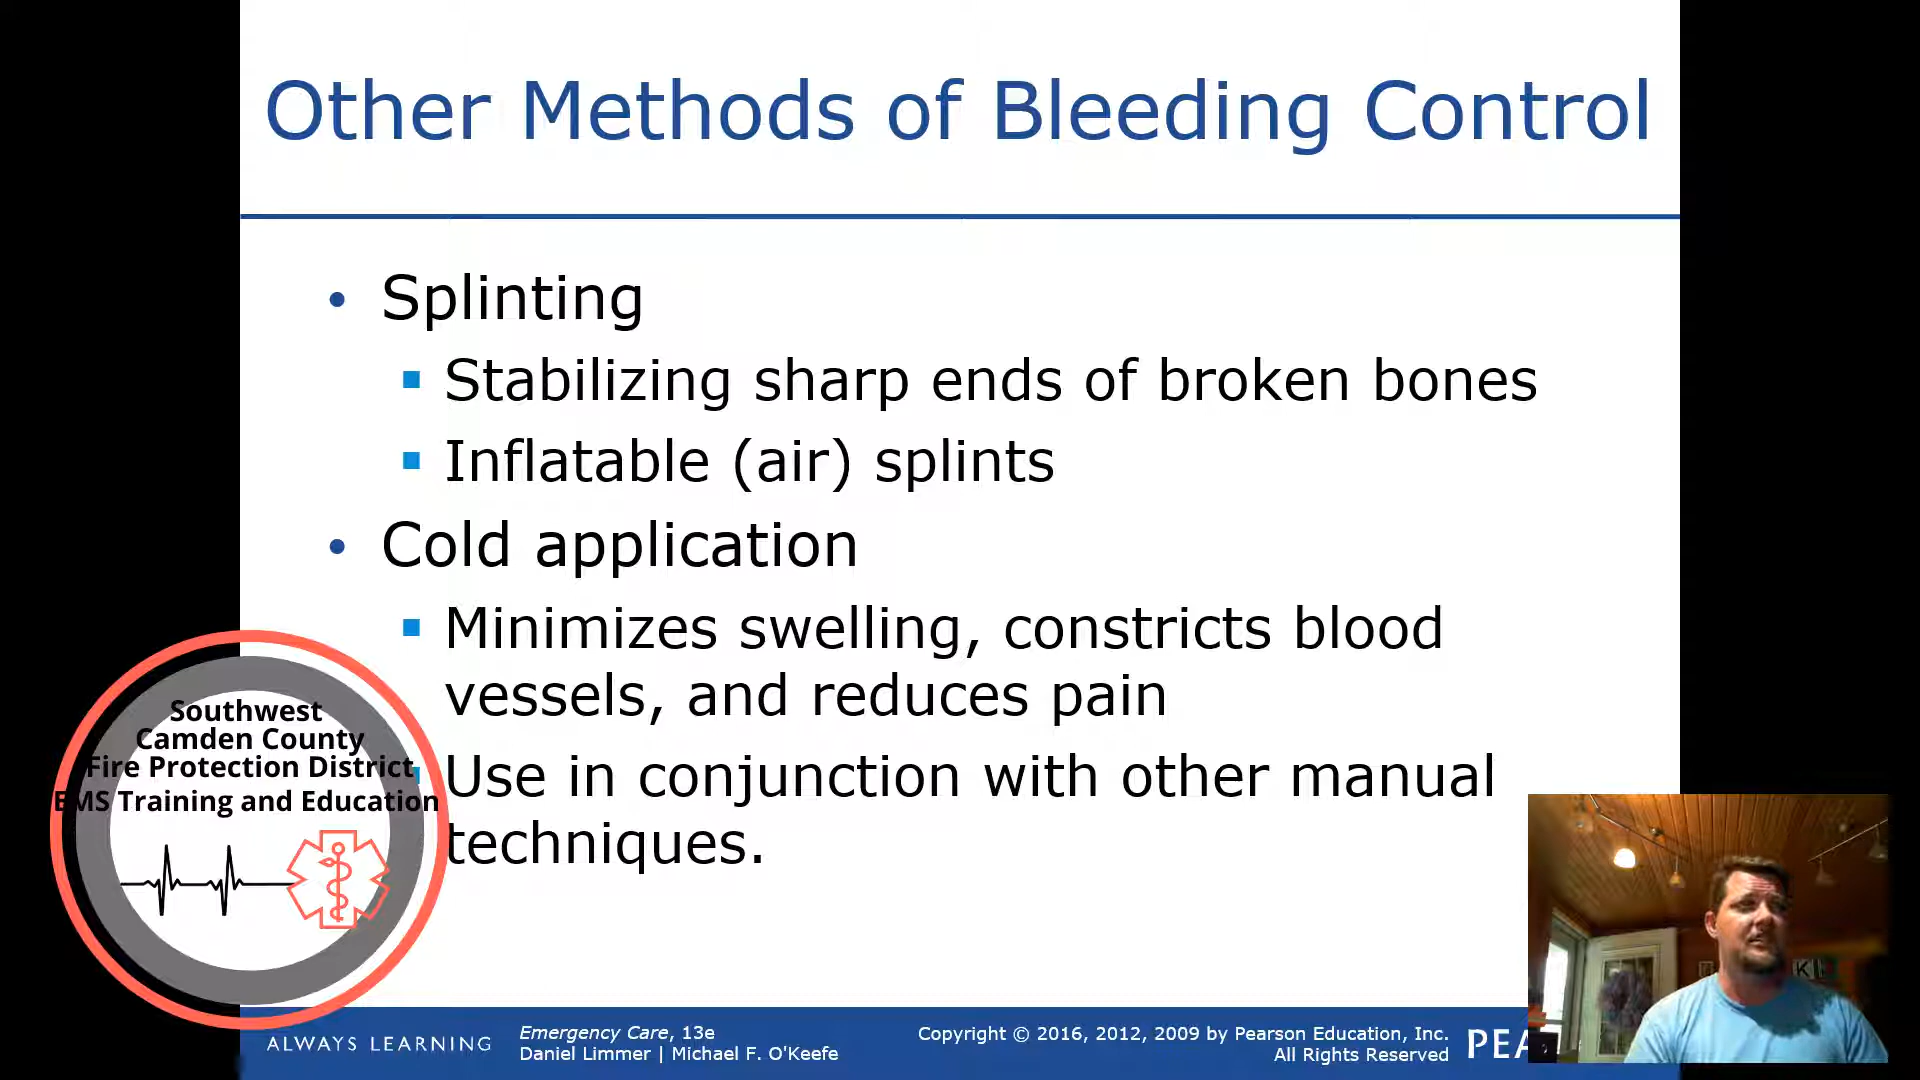 Other Methods of Bleeding Control
• Splinting
▪ Stabilizing sharp ends of broken bones
▪ Inflatable (air) splints
• Cold application
▪ Minimizes swelling, constricts blood
vessels, and reduces pain
▪ Use in conjunction with other manual
techniques.
Southwest
Camden County
Fire Protection District
EMS Training and Education
ALWAYS LEARNING
Emergency Care, 13e
Daniel Limmer | Michael F. O'Keefe
Copyright © 2016, 2012, 2009 by Pearson Education, Inc.
All Rights Reserved